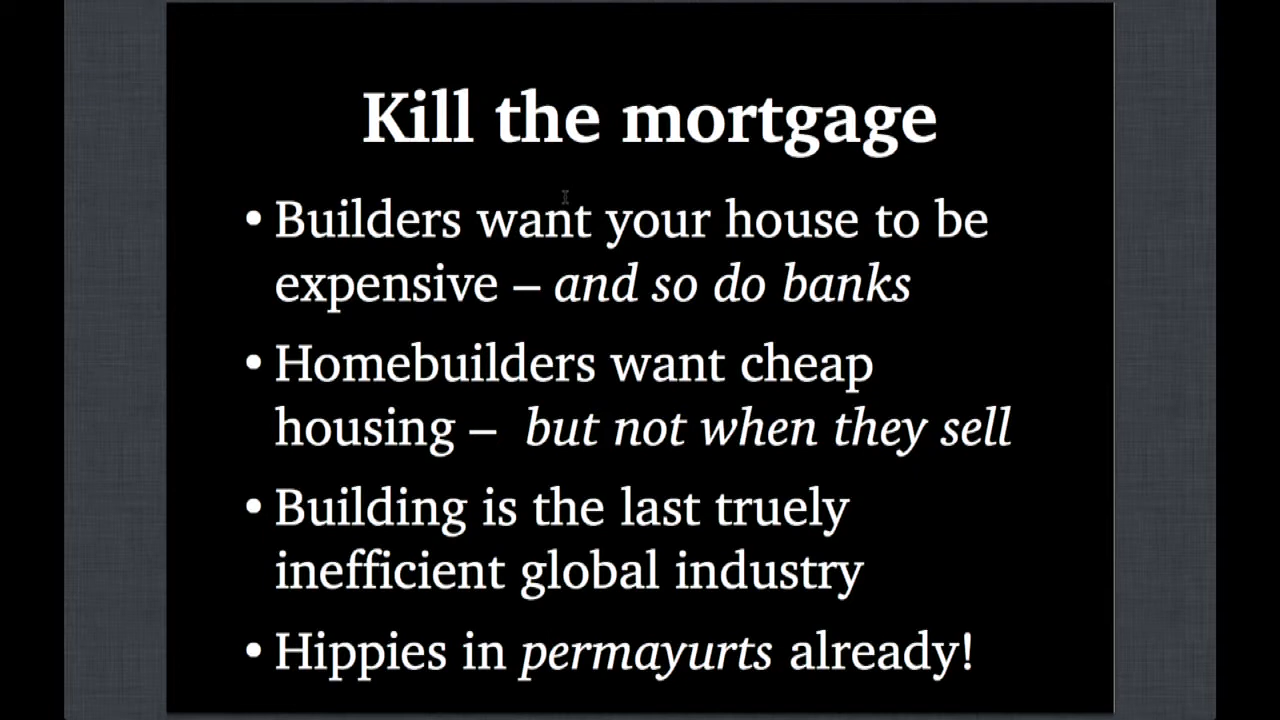 Kill the mortgage
• Builders want your house to be
expensive – and so do banks
• Homebuilders want cheap
housing – but not when they sell
• Building is the last truely
inefficient global industry
• Hippies in permayurts already!